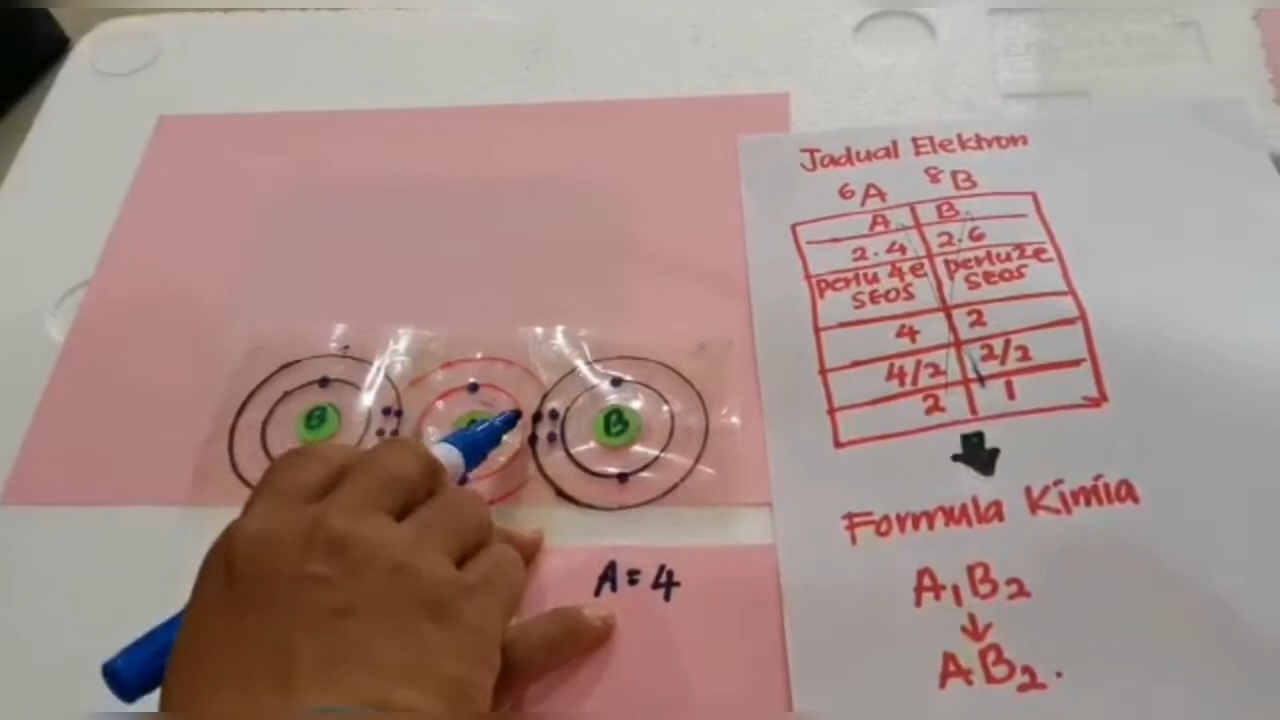 Jadual Elektron
6A 8B
A B
2.4 2.6
perlu 4e perlu 2e
SEOS SEOS
4 2
4/2 2/2
2 1
Formula Kimia
A1B2
AB2.
B B
A = 4